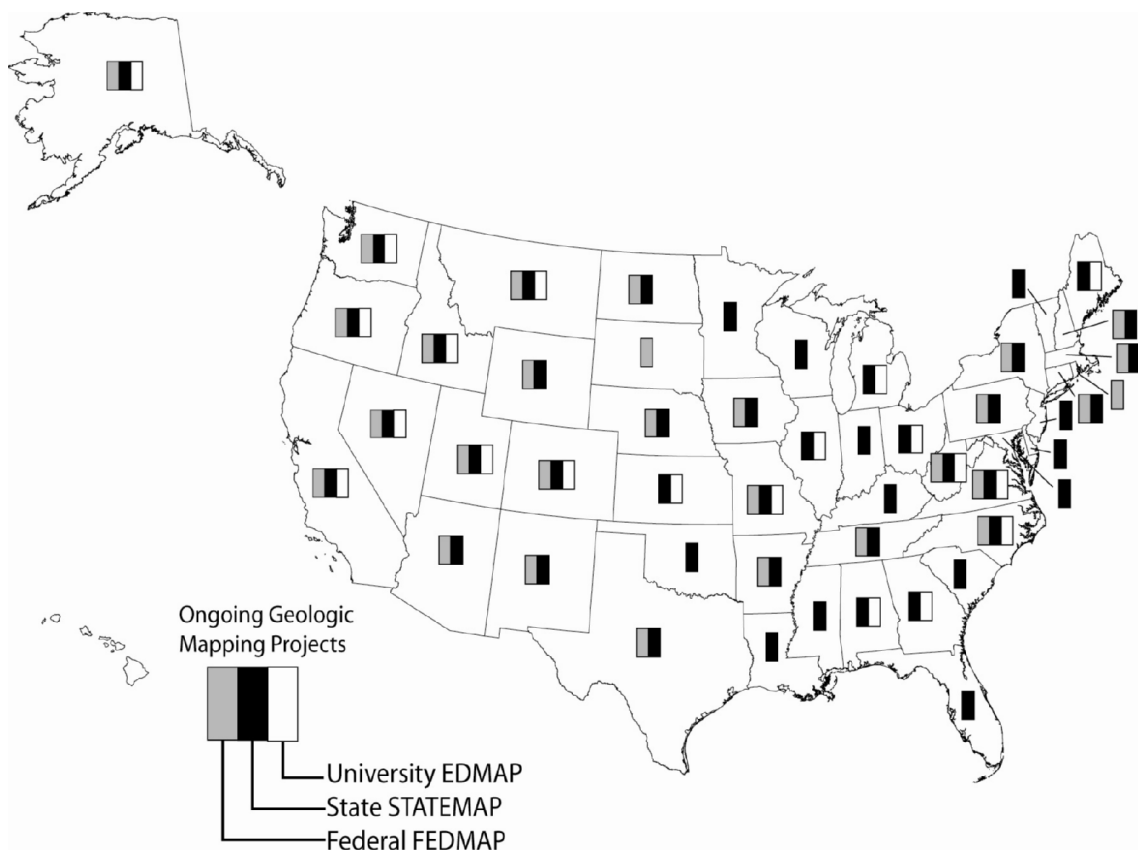 Ongoing Geologic
Mapping Projects
University EDMAP
State STATEMAP
Federal FEDMAP